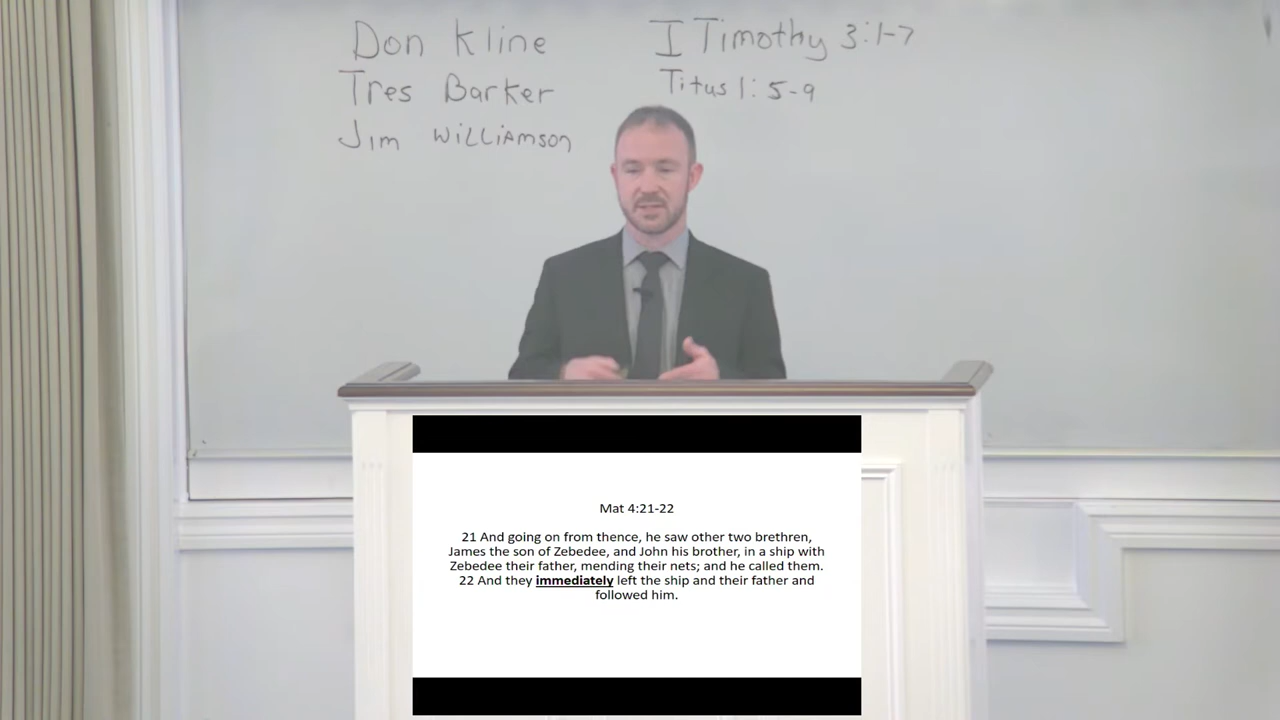 Don Kline
Tres Barker
Jim Williamson
I Timothy 3:1-7
Titus 1:5-9
Mat 4:21-22
21 And going on from thence, he saw other two brethren,
James the son of Zebedee, and John his brother, in a ship with
Zebedee their father, mending their nets; and he called them.
22 And they immediately left the ship and their father and
followed him.